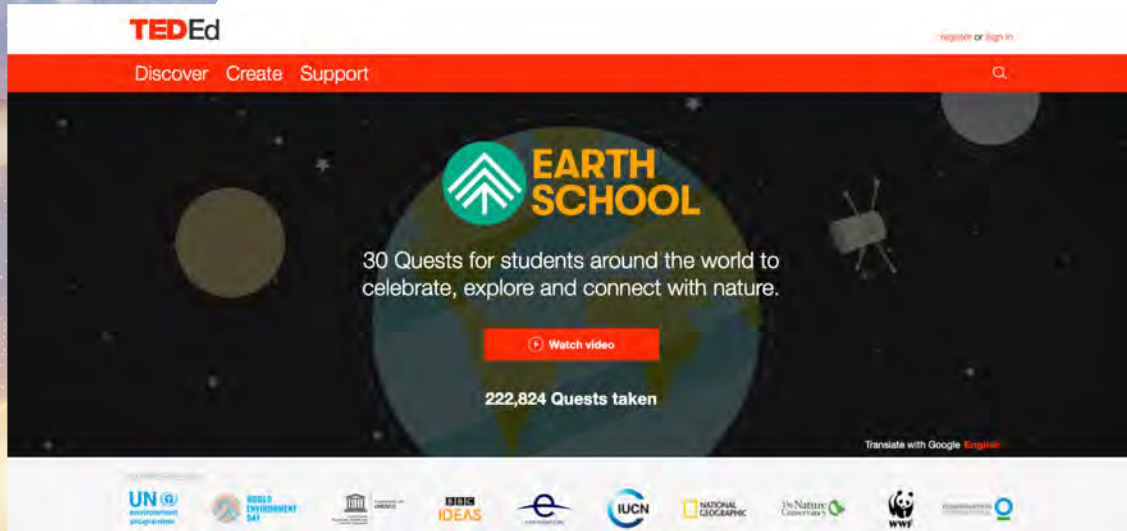 TEDEd
register or sign in
Discover Create Support
EARTH
SCHOOL
30 Quests for students around the world to
celebrate, explore and connect with nature.
Watch video
222,824 Quests taken
Translate with Google English
UN
environment
programme
WORLD
ENVIRONMENT
DAY
BBC
IDEAS
IUCN
NATIONAL
GEOGRAPHIC
The Nature
Conservancy
WWF